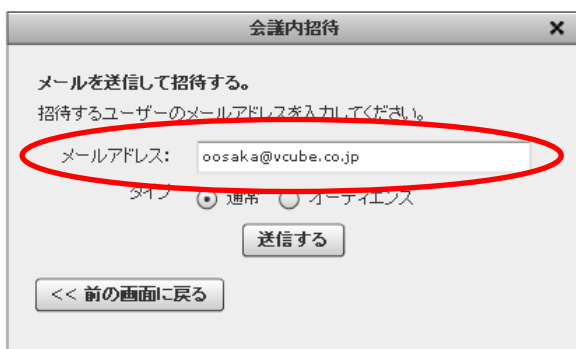 会議内招待
メールを送信して招待する。
招待するユーザーのメールアドレスを入力してください。
メールアドレス: oosaka@vcube.co.jp
タイプ 通常 オーディエンス
送信する
<< 前の画面に戻る